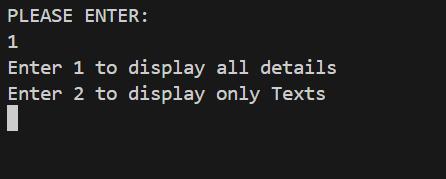 PLEASE ENTER:
1
Enter 1 to display all details
Enter 2 to display only Texts